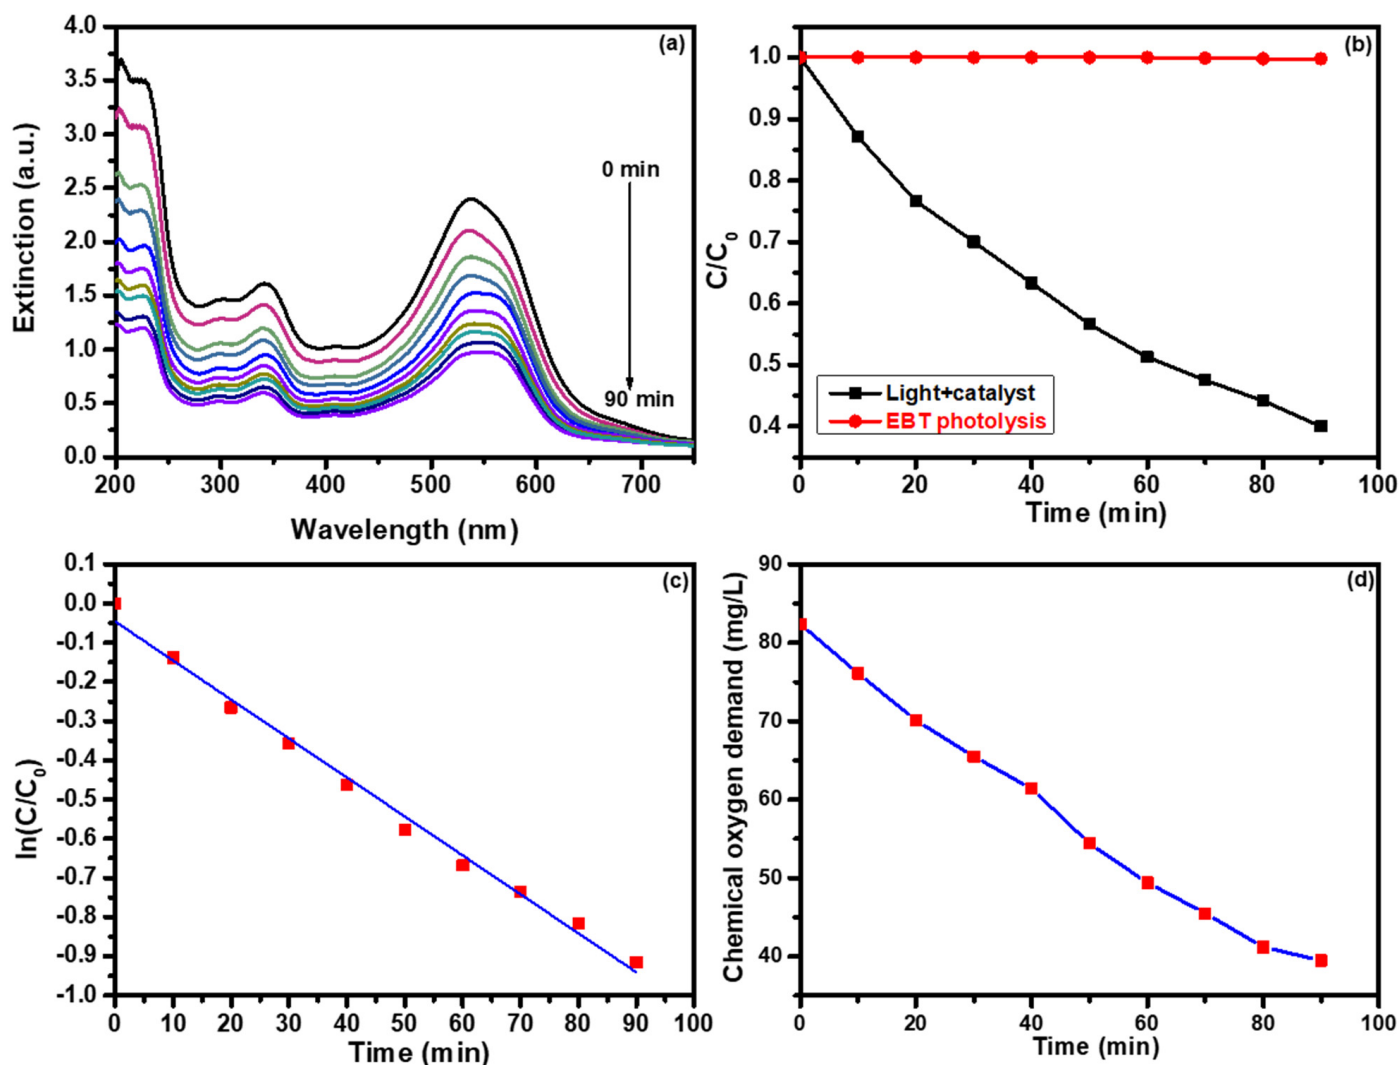 (a)
Extinction (a.u.)
4.0
3.5
3.0
2.5
2.0
1.5
1.0
0.5
0.0
0 min
90 min
200 300 400 500 600 700
Wavelength (nm)
(b)
C/C0
1.0
0.9
0.8
0.7
0.6
0.5
0.4
Light+catalyst
EBT photolysis
0 20 40 60 80 100
Time (min)
(c)
ln(C/C0)
0.1
0.0
-0.1
-0.2
-0.3
-0.4
-0.5
-0.6
-0.7
-0.8
-0.9
-1.0
0 10 20 30 40 50 60 70 80 90 100
Time (min)
(d)
Chemical oxygen demand (mg/L)
90
80
70
60
50
40
0 20 40 60 80 100
Time (min)